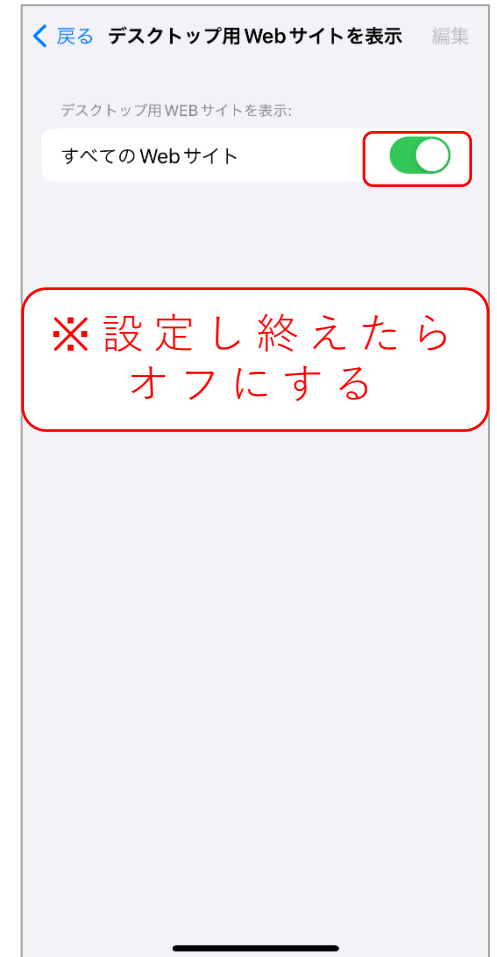 戻る デスクトップ用Webサイトを表示 編集
デスクトップ用WEBサイトを表示:
すべてのWebサイト
※設定し終えたら
オフにする